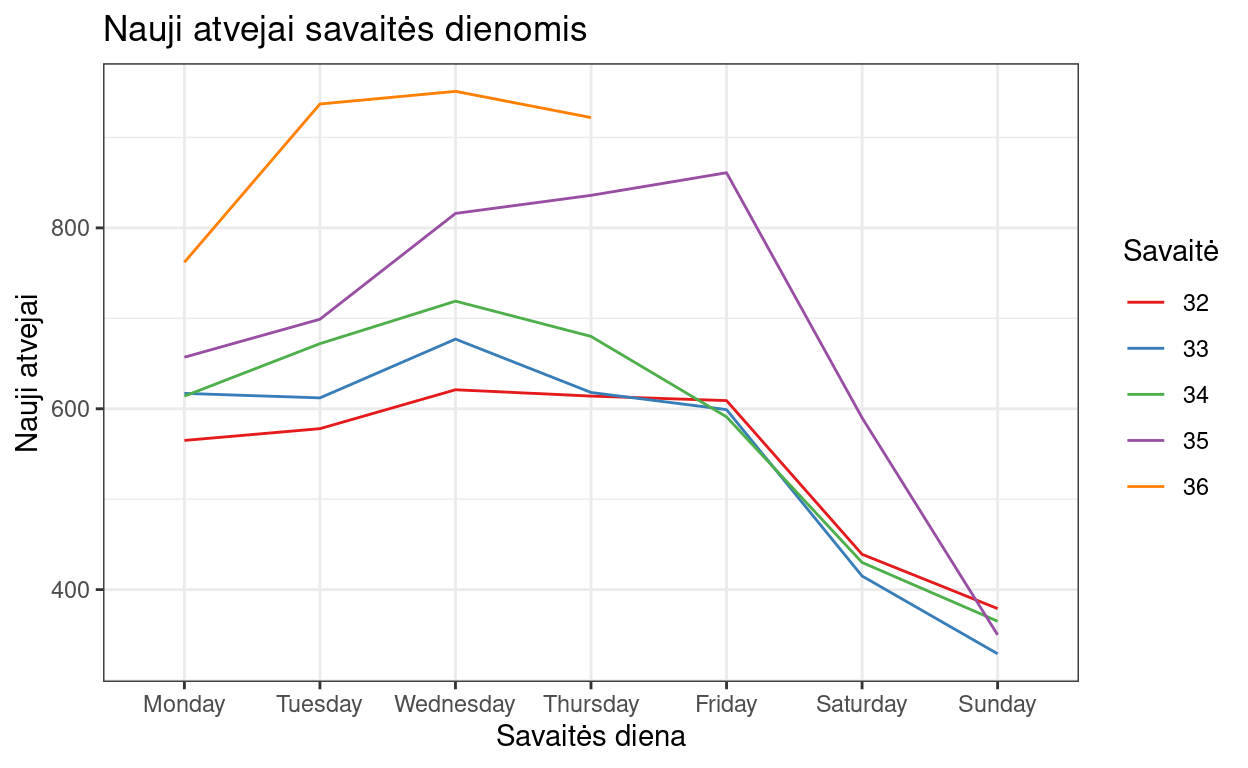 Nauji atvejai savaitės dienomis
Nauji atvejai
800
600
400
Monday Tuesday Wednesday Thursday Friday Saturday Sunday
Savaitės diena
Savaitė
32
33
34
35
36